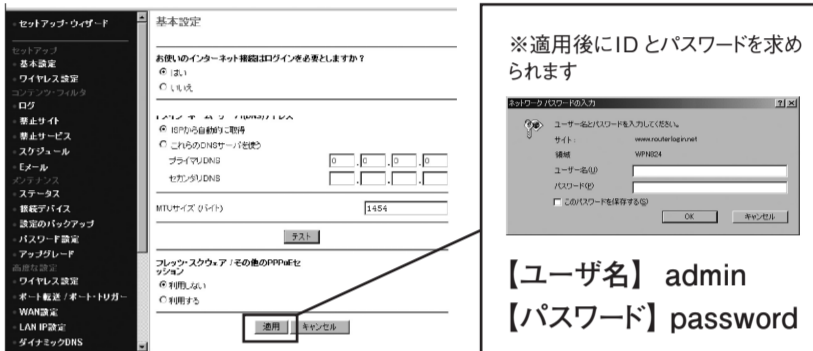 セットアップ・ウィザード
セットアップ
基本設定
ワイヤレス設定
コンテンツ・フィルタ
ログ
禁止サイト
禁止サービス
スケジュール
Eメール
メンテナンス
ステータス
接続デバイス
設定のバックアップ
パスワード設定
アップグレード
高度な設定
ワイヤレス設定
ポート転送 / ポート・トリガー
WAN設定
LAN IP設定
ダイナミックDNS
基本設定
お使いのインターネット接続はログインを必要としますか?
はい
いいえ
ISPから自動的に取得
これらのDNSサーバを使う
プライマリDNS 0 . 0 . 0 . 0
セカンダリDNS . . .
MTUサイズ (バイト) 1454
テスト
フレッツ・スクウェア / その他のPPPoEセ
ッション
利用しない
利用する
適用 キャンセル
※適用後にIDとパスワードを求め
られます
ネットワーク パスワードの入力
ユーザー名とパスワードを入力してください。
サイト: www.routerlogin.net
領域 WPN824
ユーザー名(U)
パスワード(P)
このパスワードを保存する(S)
OK キャンセル
【ユーザ名】 admin
【パスワード】 password